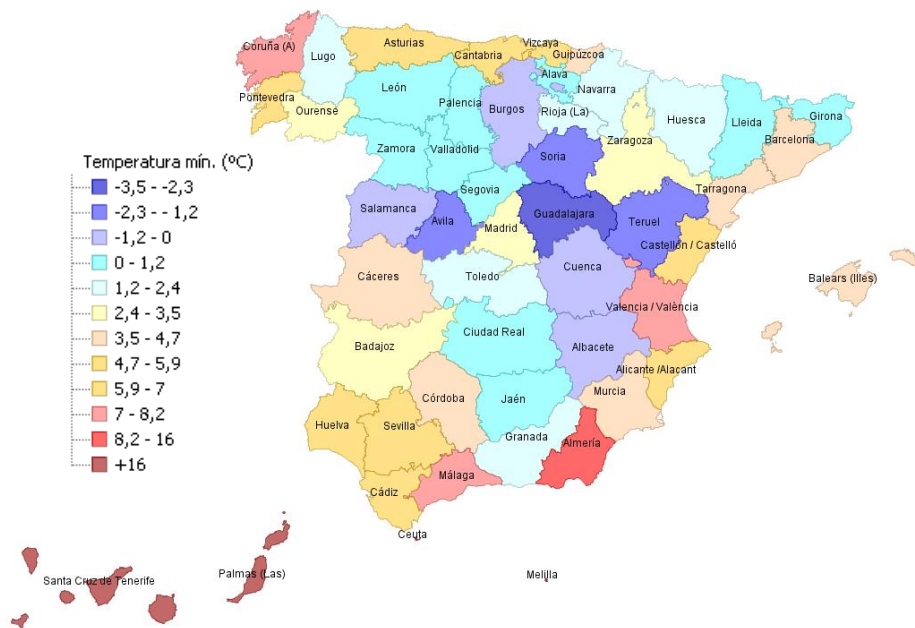 Coruña (A)
Lugo
Asturias
Cantabria
Vizcaya
Guipúzcoa
Alava
Navarra
León
Palencia
Burgos
Rioja (La)
Huesca
Lleida
Girona
Barcelona
Pontevedra
Ourense
Zamora
Valladolid
Soria
Zaragoza
Tarragona
Segovia
Salamanca
Avila
Madrid
Guadalajara
Teruel
Castellón / Castelló
Cáceres
Toledo
Cuenca
Valencia / València
Balears (Illes)
Badajoz
Ciudad Real
Albacete
Alicante /Alacant
Murcia
Córdoba
Jaén
Huelva
Sevilla
Granada
Almería
Málaga
Cádiz
Ceuta
Melilla
Santa Cruz de Tenerife
Palmas (Las)
Temperatura mín. (ºC)
-3,5 - -2,3
-2,3 - - 1,2
-1,2 - 0
0 - 1,2
1,2 - 2,4
2,4 - 3,5
3,5 - 4,7
4,7 - 5,9
5,9 - 7
7 - 8,2
8,2 - 16
+16